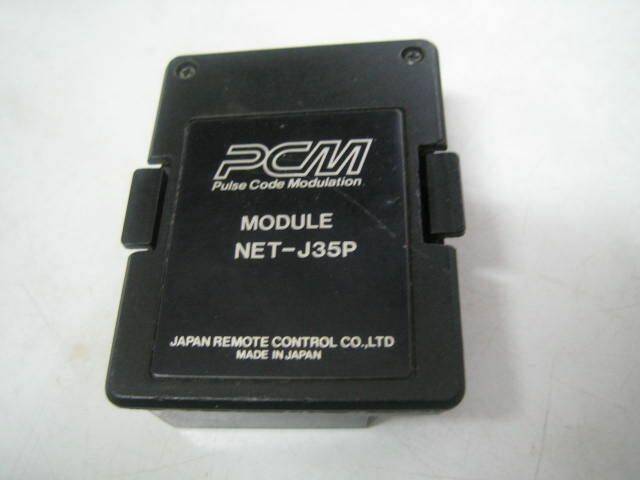 PCM
Pulse Code Modulation
MODULE
NET-J35P
JAPAN REMOTE CONTROL CO.,LTD
MADE IN JAPAN